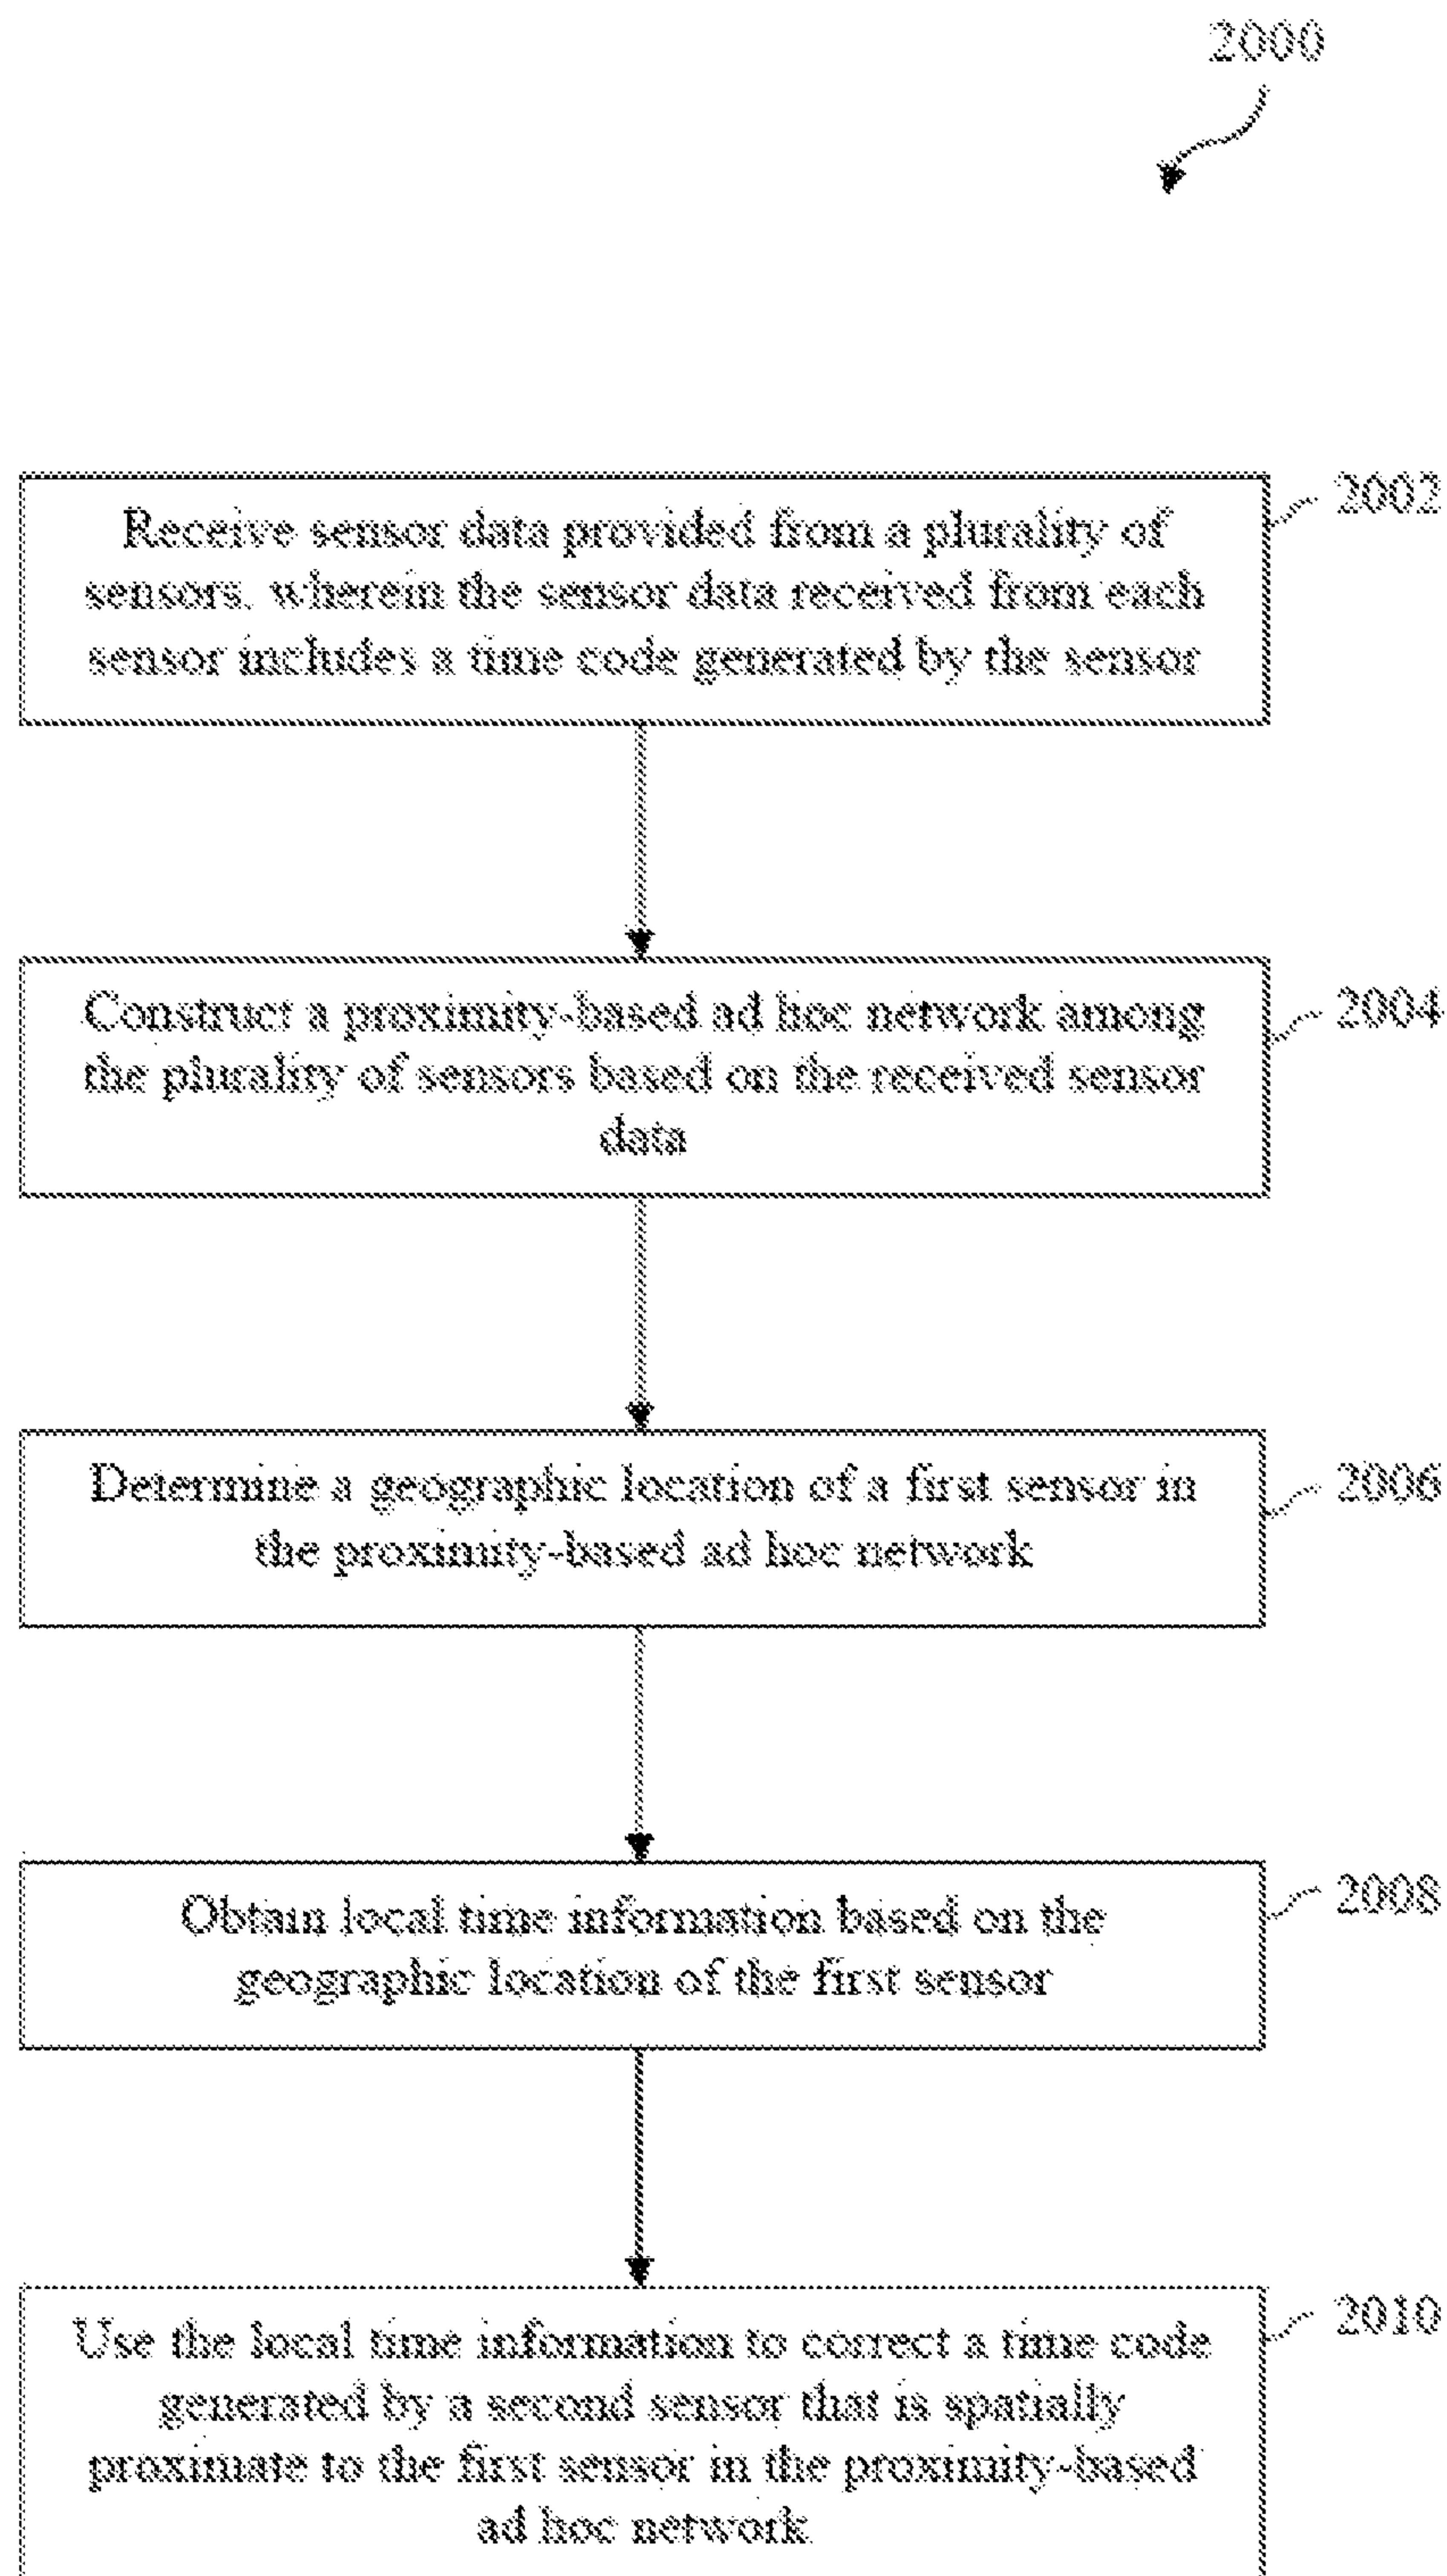 2000
Receive sensor data provided from a plurality of
sensors, wherein the sensor data received from each
sensor includes a time code generated by the sensor
2002
Construct a proximity-based ad hoc network among
the plurality of sensors based on the received sensor
data
2004
Determine a geographic location of a first sensor in
the proximity-based ad hoc network
2006
Obtain local time information based on the
geographic location of the first sensor
2008
Use the local time information to correct a time code
generated by a second sensor that is spatially
proximate to the first sensor in the proximity-based
ad hoc network
2010